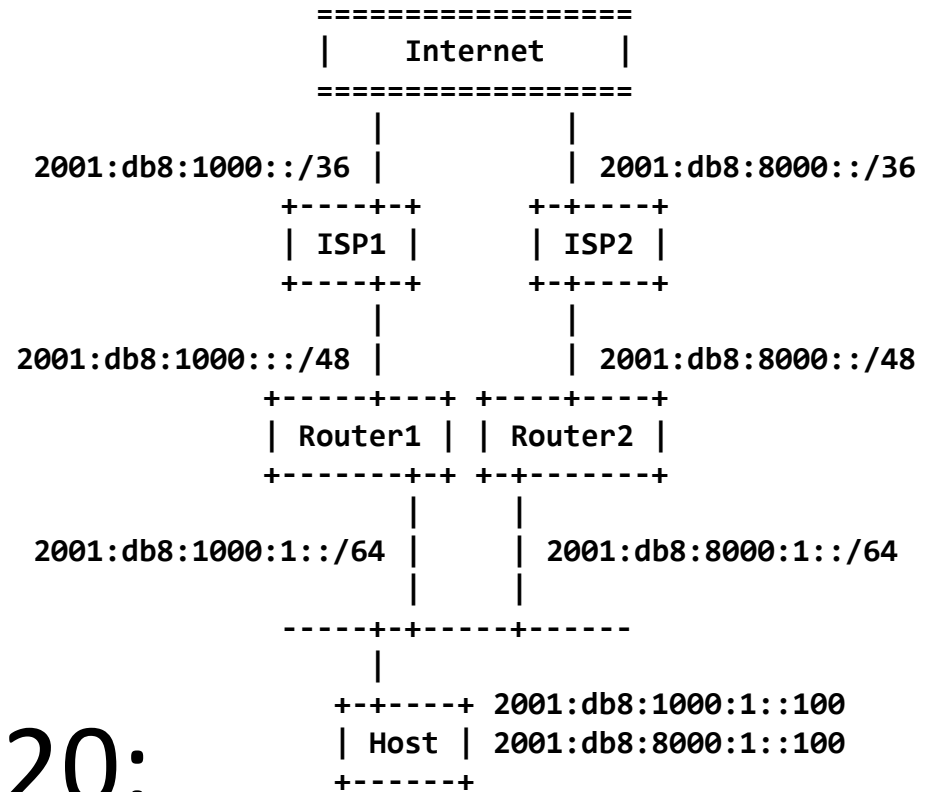 ==================
|    Internet    |
==================
|          |
2001:db8:1000::/36 |          | 2001:db8:8000::/36
+----+-+      +-+----+
| ISP1 |      | ISP2 |
+----+-+      +-+----+
|          |
2001:db8:1000:::/48 |          | 2001:db8:8000::/48
+-----+---+ +----+----+
| Router1 | | Router2 |
+-------+-+ +-+-------+
|     |
2001:db8:1000:1::/64 |     | 2001:db8:8000:1::/64
|     |
-----+-+-----+------
|
+-+----+ 2001:db8:1000:1::100
| Host | 2001:db8:8000:1::100
+------+
20: